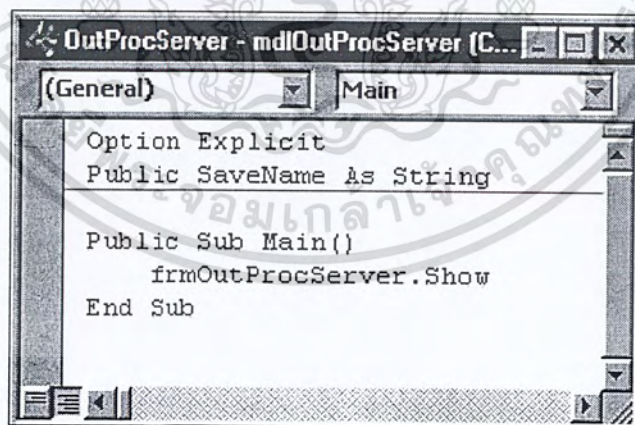 OutProcServer - mdlOutProcServer (C...
(General) Main
Option Explicit
Public SaveName As String
Public Sub Main()
frmOutProcServer.Show
End Sub